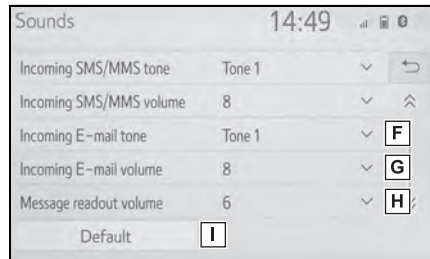 Sounds 14:49
Incoming SMS/MMS tone Tone 1
Incoming SMS/MMS volume 8
Incoming E-mail tone Tone 1 F
Incoming E-mail volume 8 G
Message readout volume 6 H
Default I